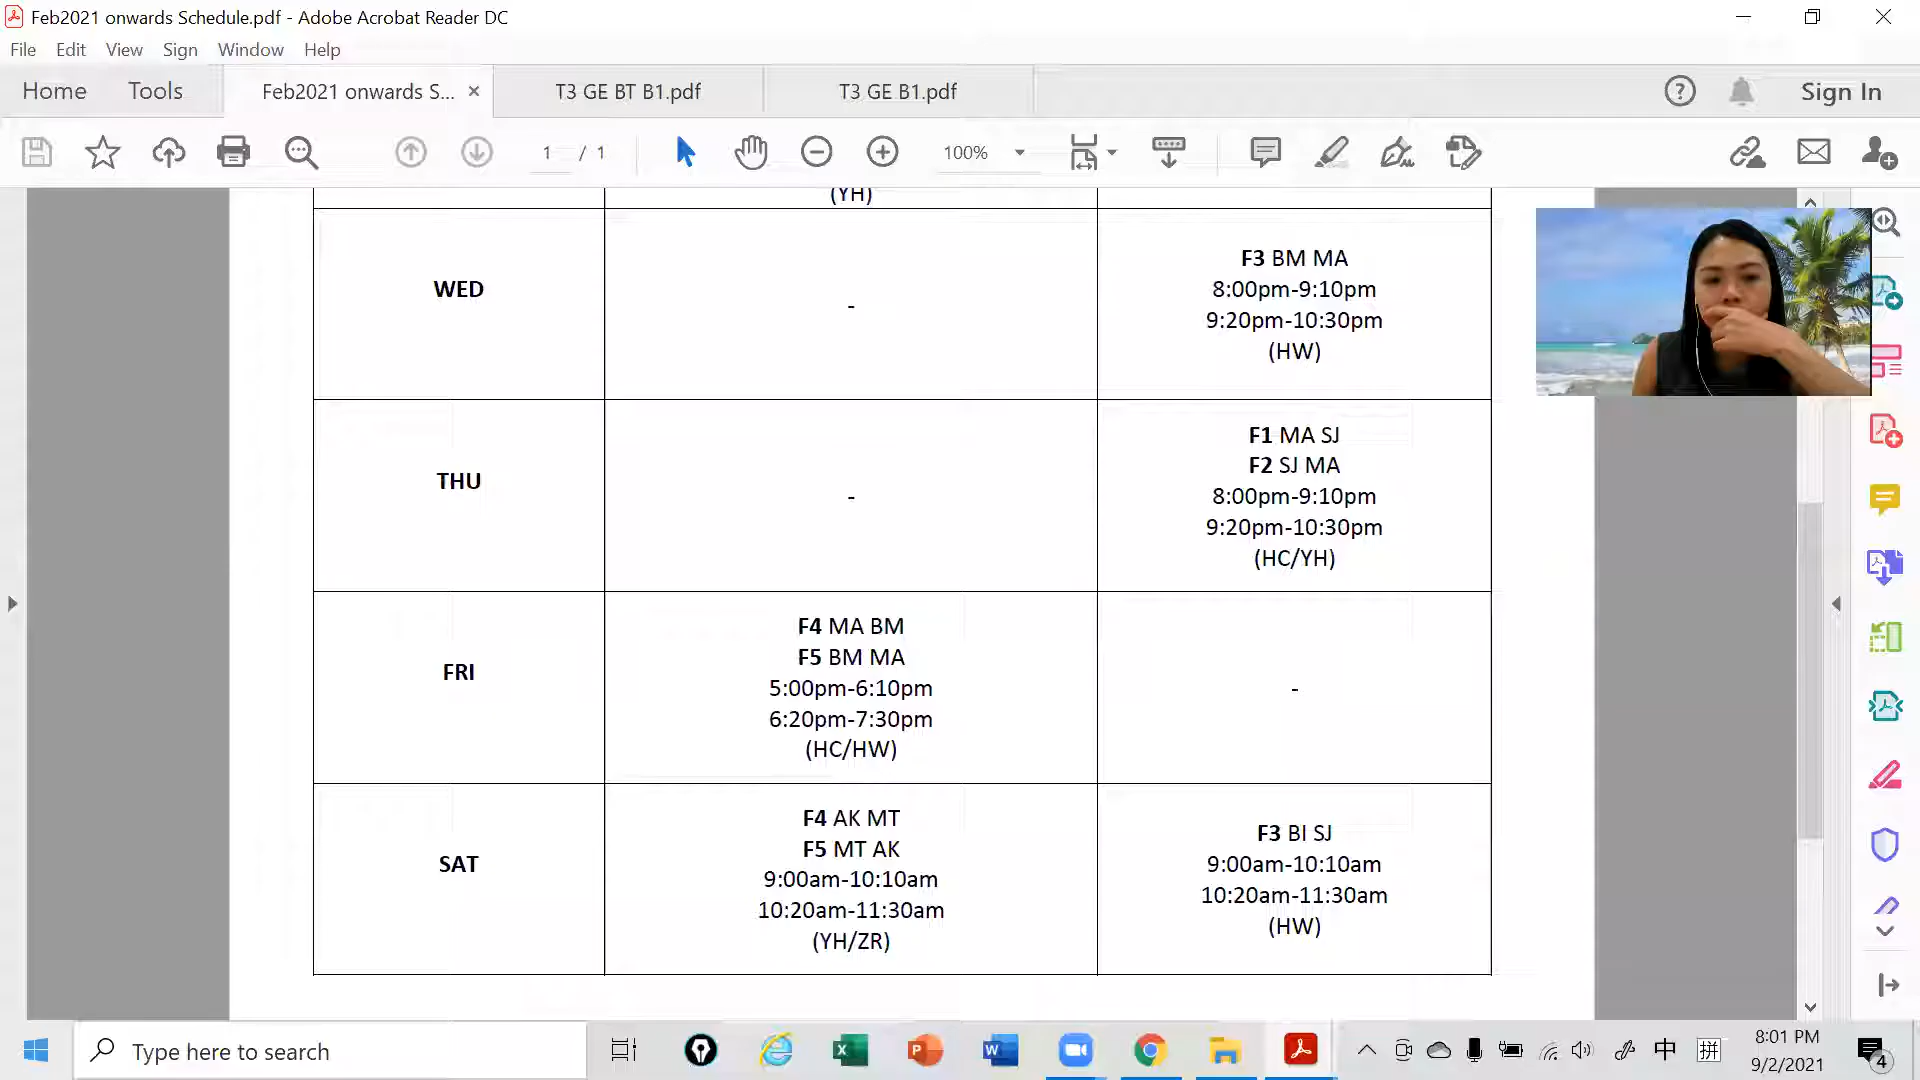 Feb2021 onwards Schedule.pdf - Adobe Acrobat Reader DC
File Edit View Sign Window Help
Home Tools Feb2021 onwards S... × T3 GE BT B1.pdf T3 GE B1.pdf Sign In
1 / 1 100%
(YH)
WED
-
F3 BM MA
8:00pm-9:10pm
9:20pm-10:30pm
(HW)
THU
-
F1 MA SJ
F2 SJ MA
8:00pm-9:10pm
9:20pm-10:30pm
(HC/YH)
FRI
F4 MA BM
F5 BM MA
5:00pm-6:10pm
6:20pm-7:30pm
(HC/HW)
-
SAT
F4 AK MT
F5 MT AK
9:00am-10:10am
10:20am-11:30am
(YH/ZR)
F3 BI SJ
9:00am-10:10am
10:20am-11:30am
(HW)
Type here to search
中 拼
8:01 PM
9/2/2021
4